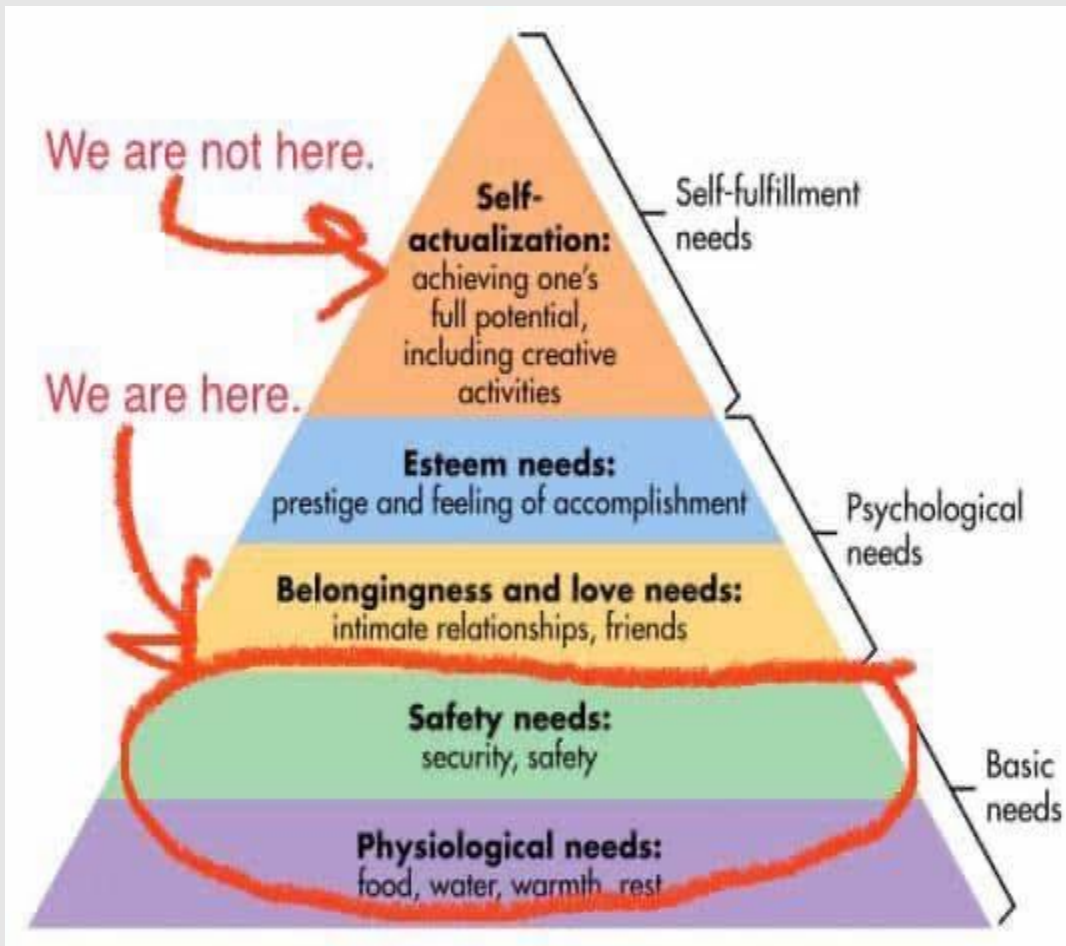 We are not here.
Self-
actualization:
achieving one's
full potential,
including creative
activities
Self-fulfillment
needs
We are here.
Esteem needs:
prestige and feeling of accomplishment
Psychological
needs
Belongingness and love needs:
intimate relationships, friends
Safety needs:
security, safety
Basic
needs
Physiological needs:
food, water, warmth, rest